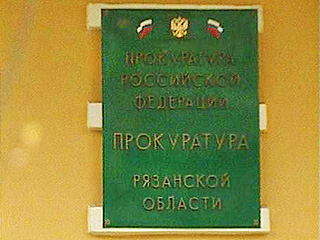 ПРОКУРАТУРА
РОССИЙСКОЙ
ФЕДЕРАЦИИ
ПРОКУРАТУРА
РЯЗАНСКОЙ
ОБЛАСТИ